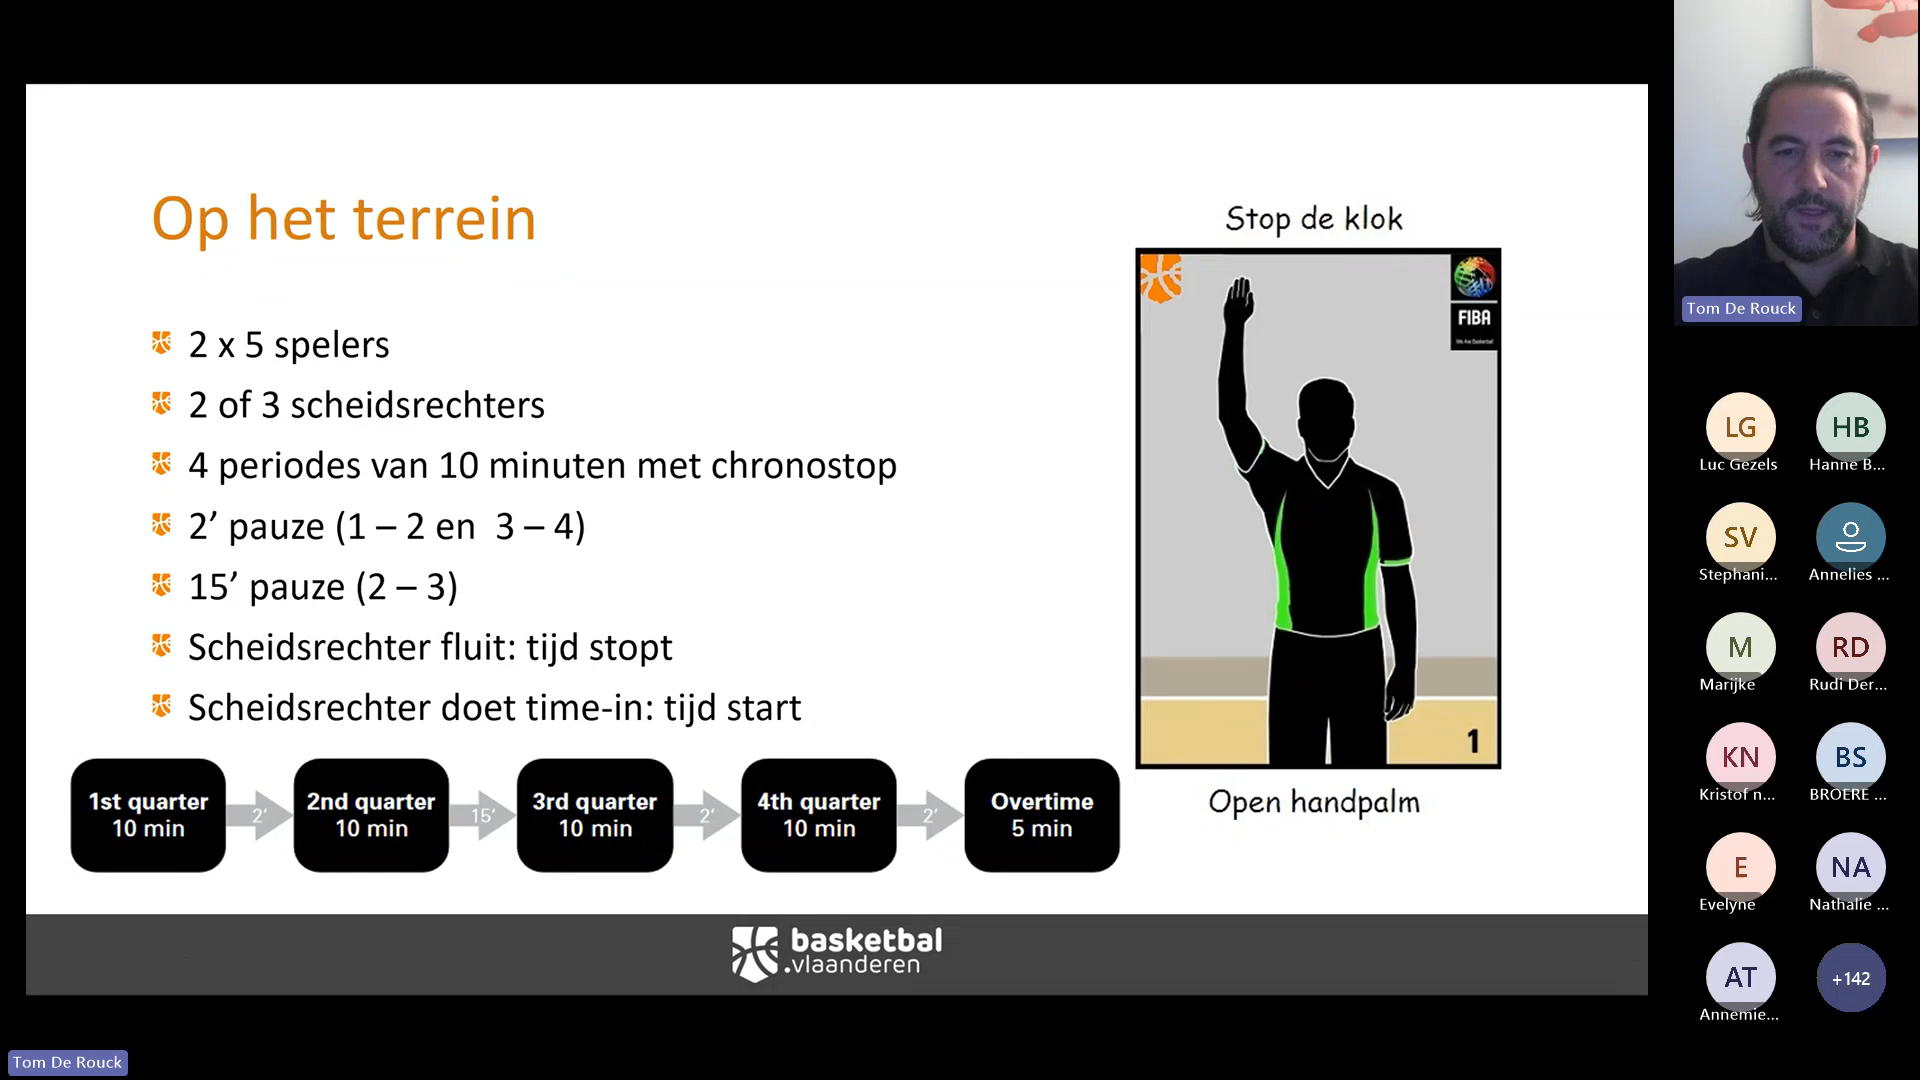 Op het terrein
2 x 5 spelers
2 of 3 scheidsrechters
4 periodes van 10 minuten met chronostop
2’ pauze (1 – 2 en 3 – 4)
15’ pauze (2 – 3)
Scheidsrechter fluit: tijd stopt
Scheidsrechter doet time-in: tijd start
1st quarter
10 min
2’
2nd quarter
10 min
15’
3rd quarter
10 min
2’
4th quarter
10 min
2’
Overtime
5 min
Stop de klok
FIBA
We Are Basketball
1
Open handpalm
basketbal
.vlaanderen
Tom De Rouck
LG
Luc Gezels
HB
Hanne B...
SV
Stephani...
Annelies ...
M
Marijke
RD
Rudi Der...
KN
Kristof n...
BS
BROERE ...
E
Evelyne
NA
Nathalie ...
AT
Annemie...
+142
Tom De Rouck